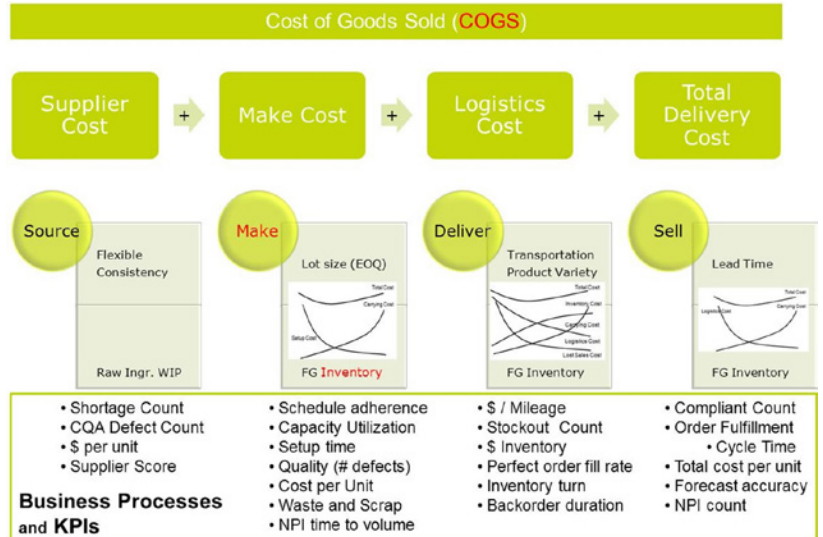 Cost of Goods Sold (COGS)
Supplier
Cost
+
Make Cost
+
Logistics
Cost
+
Total
Delivery
Cost
Source
Flexible
Consistency
Raw Ingr. WIP
Make
Lot size (EOQ)
Total Cost
Carrying Cost
Setup Cost
FG Inventory
Deliver
Transportation
Product Variety
Total Cost
Inventory Cost
Carrying Cost
Logistics Cost
Lost Sales Cost
FG Inventory
Sell
Lead Time
Total Cost
Carrying Cost
Logistics Cost
FG Inventory
• Shortage Count
• CQA Defect Count
• $ per unit
• Supplier Score
Business Processes
and KPIs
• Schedule adherence
• Capacity Utilization
• Setup time
• Quality (# defects)
• Cost per Unit
• Waste and Scrap
• NPI time to volume
• $ / Mileage
• Stockout Count
• $ Inventory
• Perfect order fill rate
• Inventory turn
• Backorder duration
• Compliant Count
• Order Fulfillment
• Cycle Time
• Total cost per unit
• Forecast accuracy
• NPI count